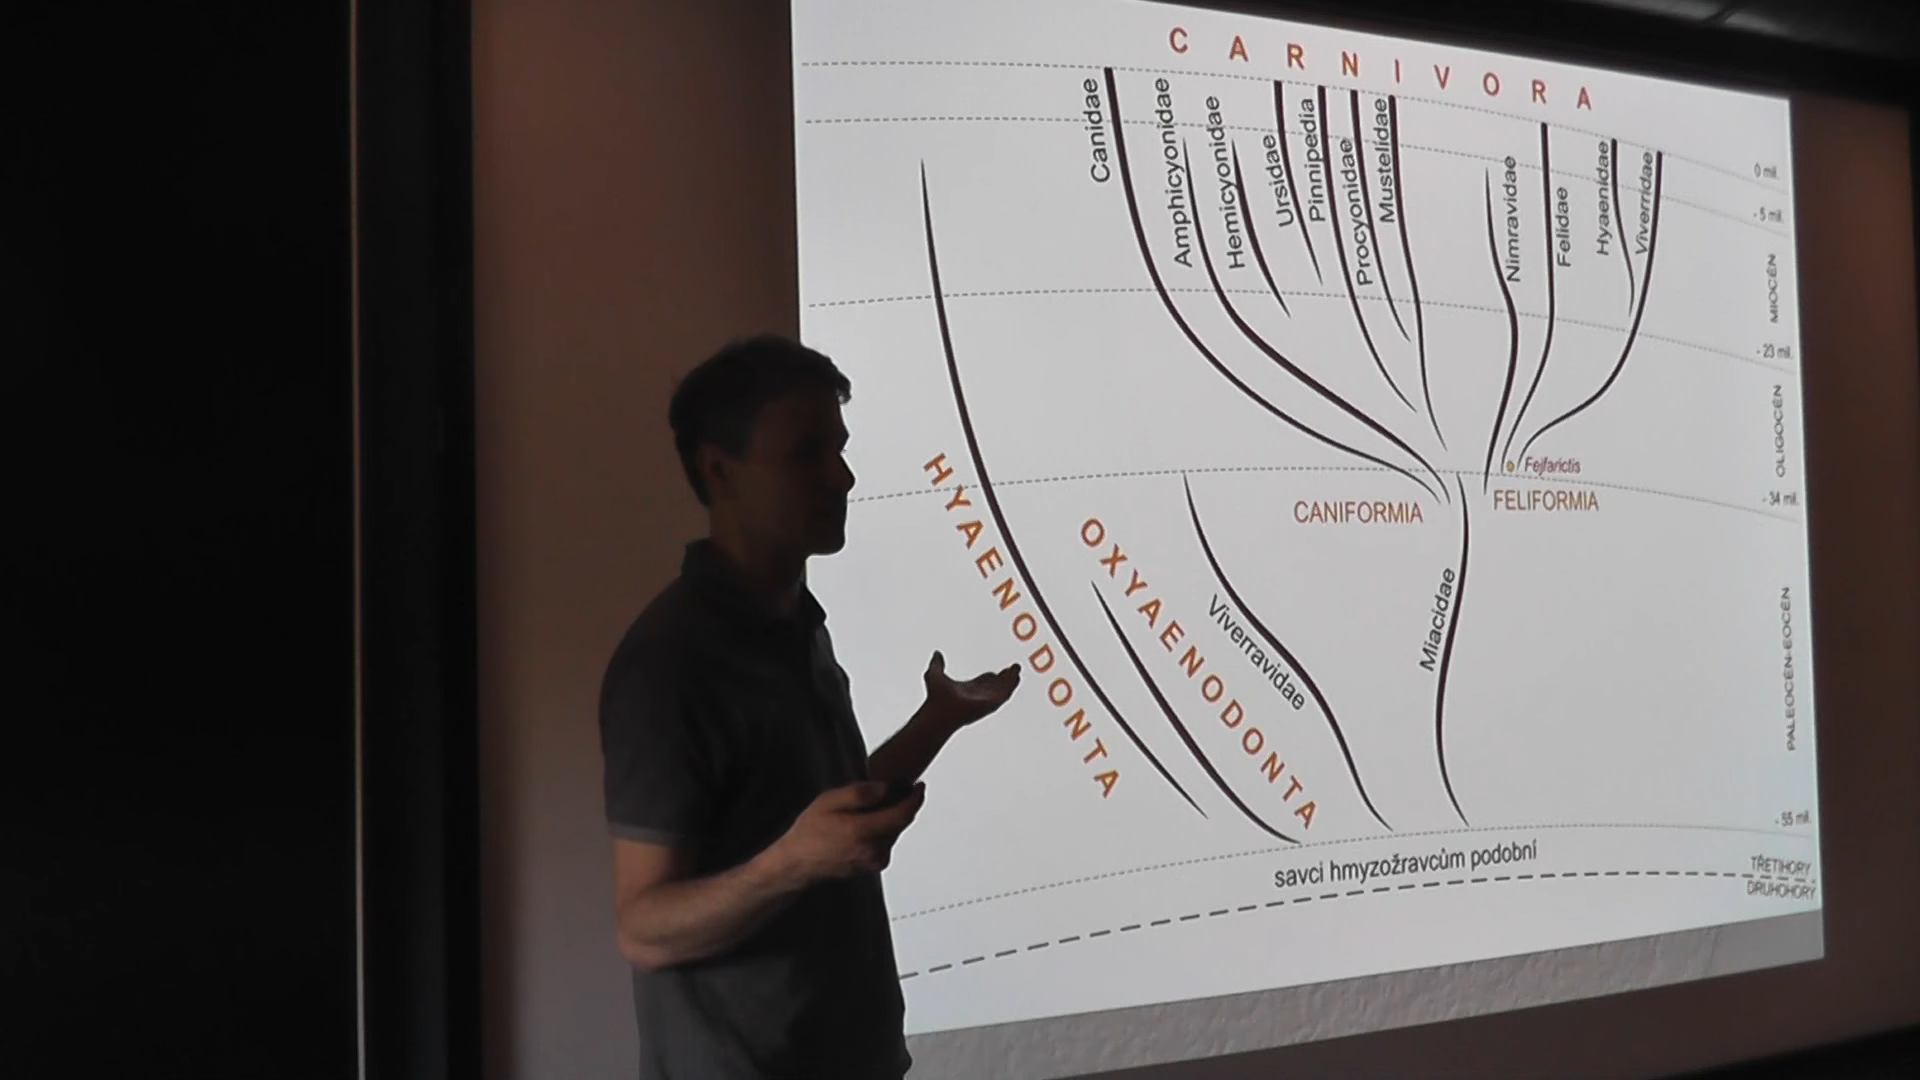 CARNIVORA
Canidae
Amphicyonidae
Hemicyonidae
Ursidae
Pinnipedia
Procyonidae
Mustelidae
Nimravidae
Felidae
Hyaenidae
Viverridae
0 mil.
- 5 mil.
MIOCÉN
- 23 mil.
OLIGOCÉN
- 34 mil.
Fejfarictis
CANIFORMIA
FELIFORMIA
HYAENODONTA
OXYAENODONTA
Viverravidae
Miacidae
PALEOCÉN-EOCÉN
- 55 mil.
savci hmyzožravcům podobní
TŘETIHORY
DRUHOHORY